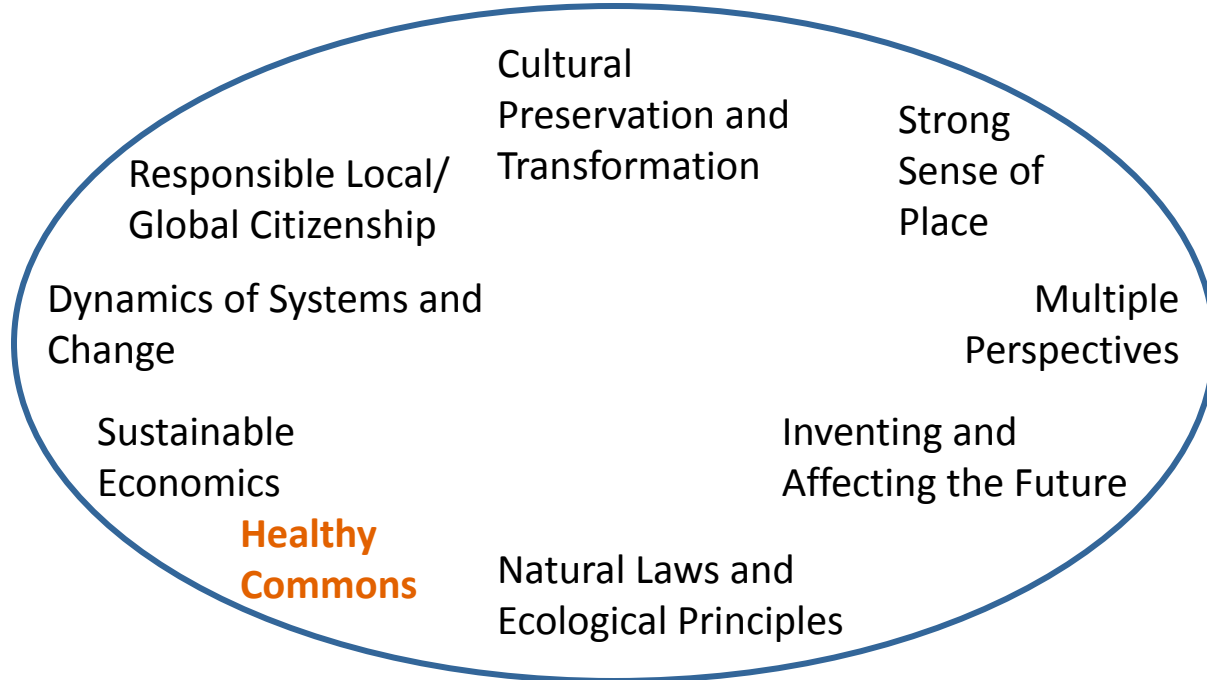 Cultural
Preservation and
Transformation
Strong
Sense of
Place
Responsible Local/
Global Citizenship
Dynamics of Systems and
Change
Multiple
Perspectives
Sustainable
Economics
Inventing and
Affecting the Future
Healthy
Commons
Natural Laws and
Ecological Principles